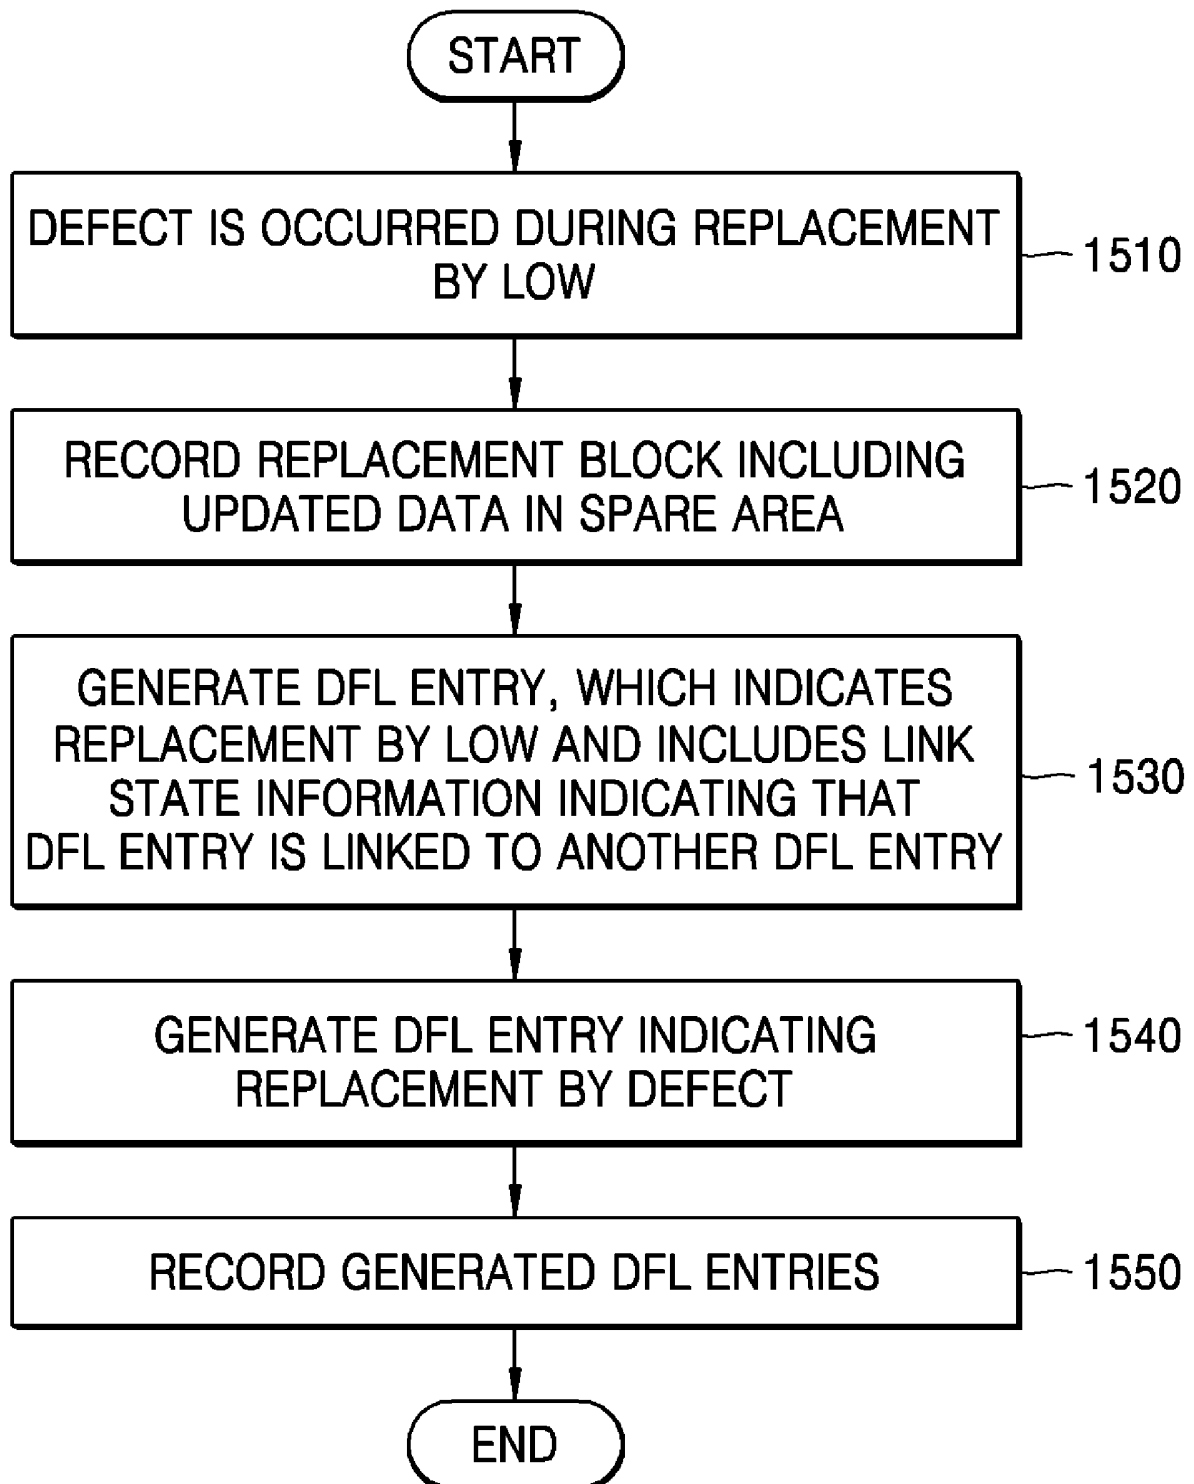 START
DEFECT IS OCCURRED DURING REPLACEMENT
BY LOW
1510
RECORD REPLACEMENT BLOCK INCLUDING
UPDATED DATA IN SPARE AREA
1520
GENERATE DFL ENTRY, WHICH INDICATES
REPLACEMENT BY LOW AND INCLUDES LINK
STATE INFORMATION INDICATING THAT
DFL ENTRY IS LINKED TO ANOTHER DFL ENTRY
1530
GENERATE DFL ENTRY INDICATING
REPLACEMENT BY DEFECT
1540
RECORD GENERATED DFL ENTRIES
1550
END